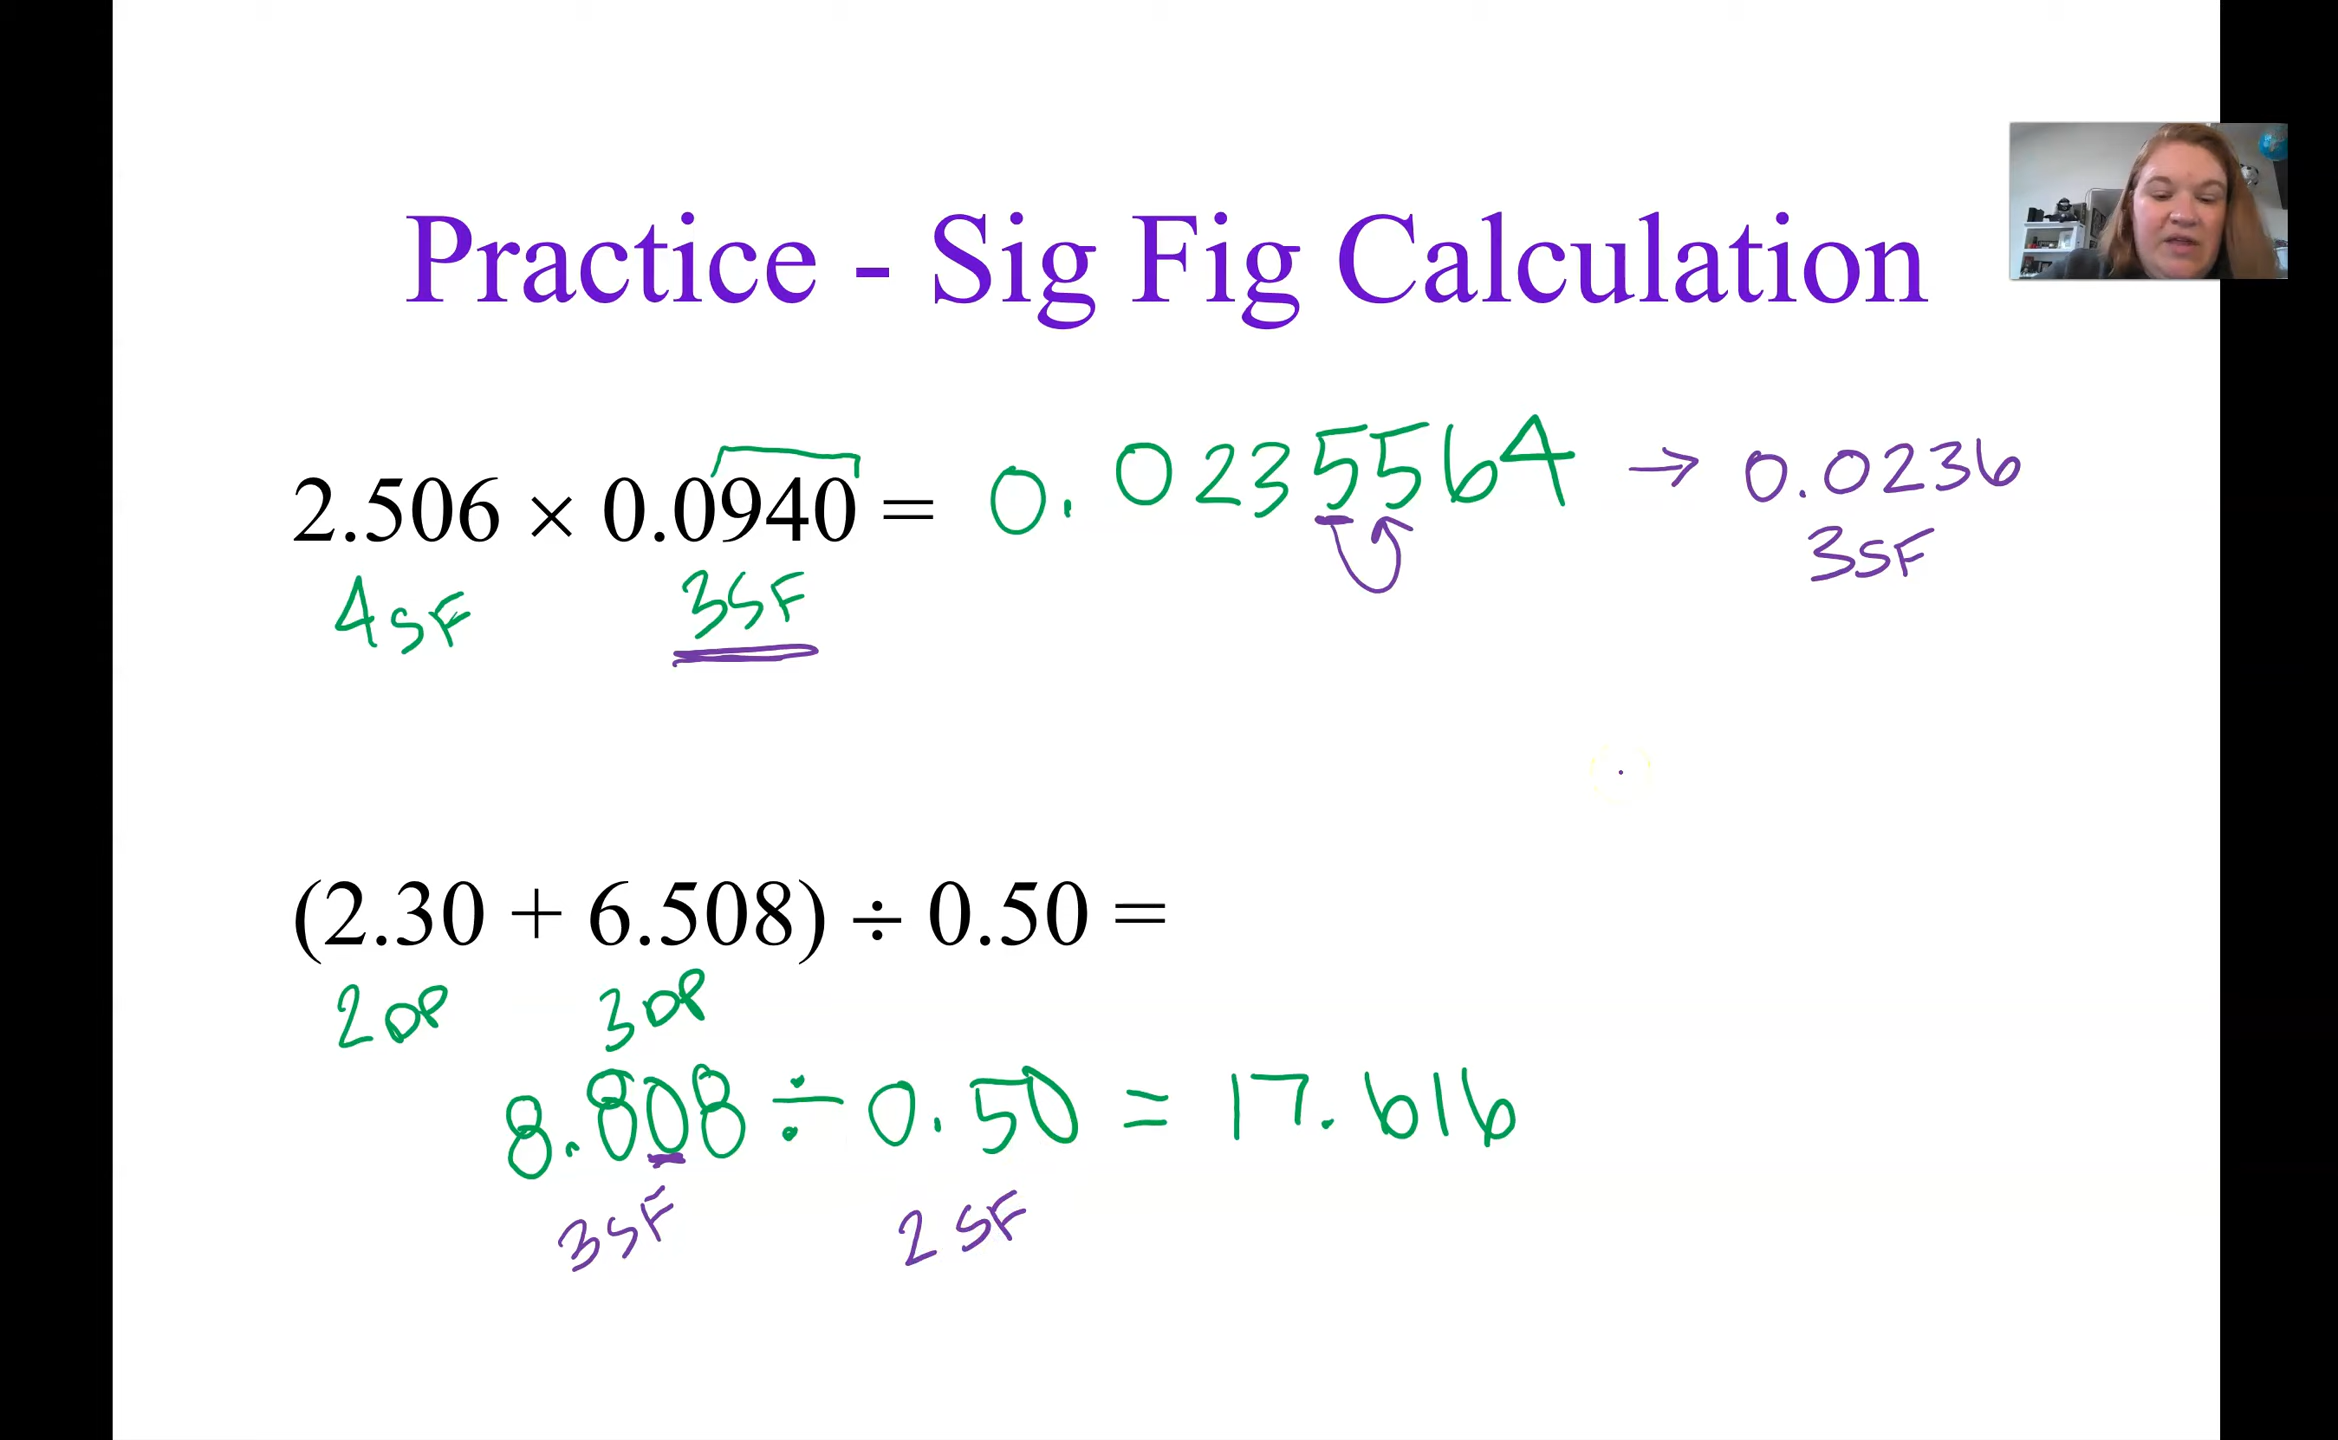 Practice - Sig Fig Calculation
2.506 × 0.0940 = 0.02355564 → 0.0236
4SF 3SF 3SF
(2.30 + 6.508) ÷ 0.50 =
2DP 3DP
8.808 ÷ 0.50 = 17.616
3SF 2SF